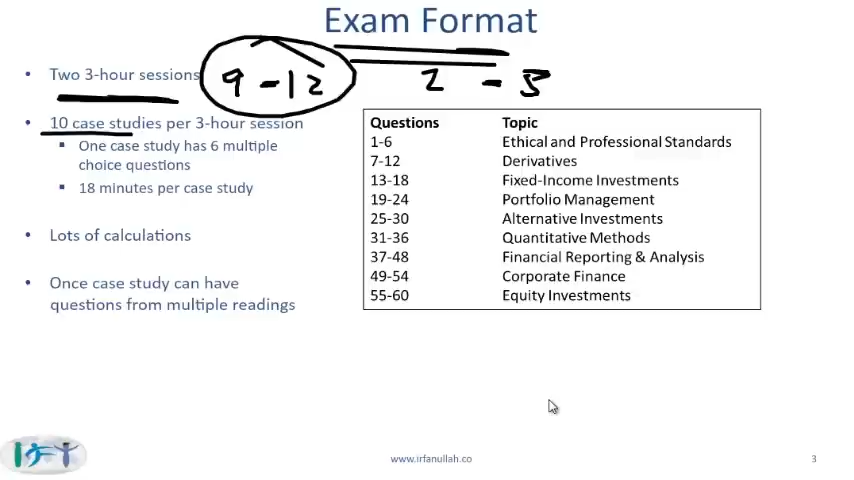 Exam Format
Two 3-hour sessions
9 - 12 2 - 5
10 case studies per 3-hour session
One case study has 6 multiple
choice questions
18 minutes per case study
Lots of calculations
Once case study can have
questions from multiple readings
Questions Topic
1-6 Ethical and Professional Standards
7-12 Derivatives
13-18 Fixed-Income Investments
19-24 Portfolio Management
25-30 Alternative Investments
31-36 Quantitative Methods
37-48 Financial Reporting & Analysis
49-54 Corporate Finance
55-60 Equity Investments
IFT
www.irfanullah.co
3